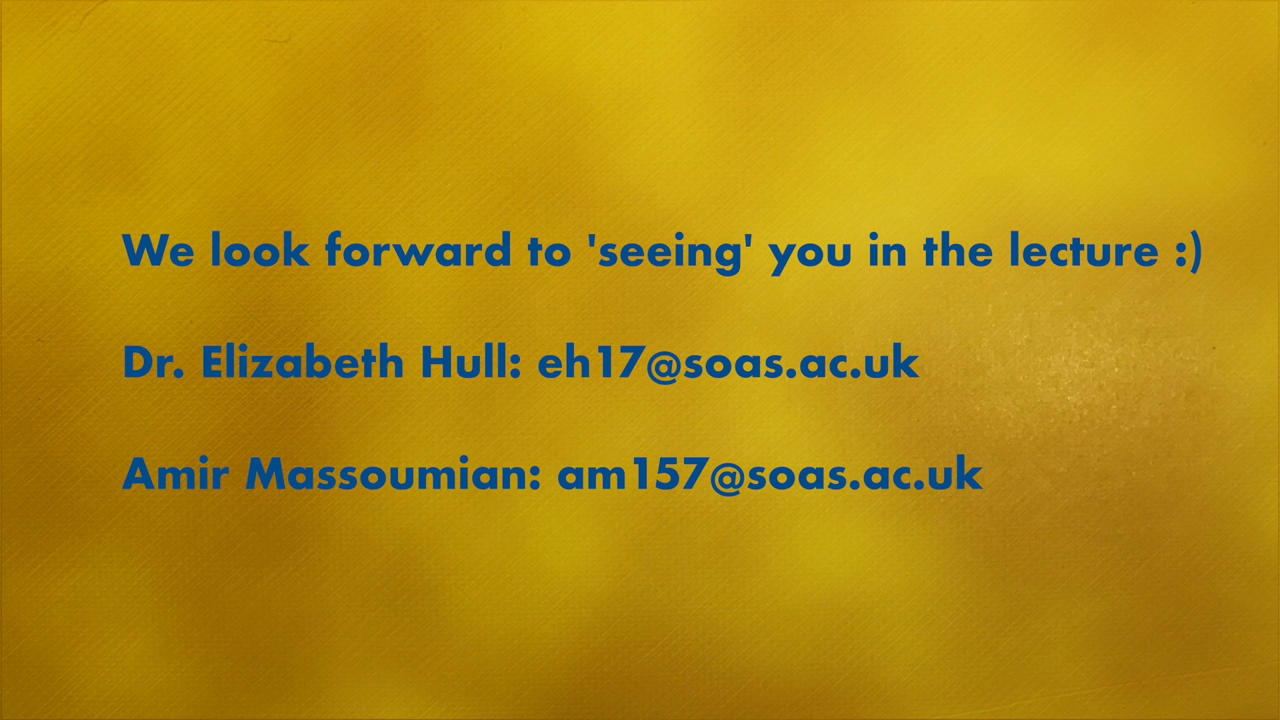 We look forward to 'seeing' you in the lecture :)
Dr. Elizabeth Hull: eh17@soas.ac.uk
Amir Massoumian: am157@soas.ac.uk